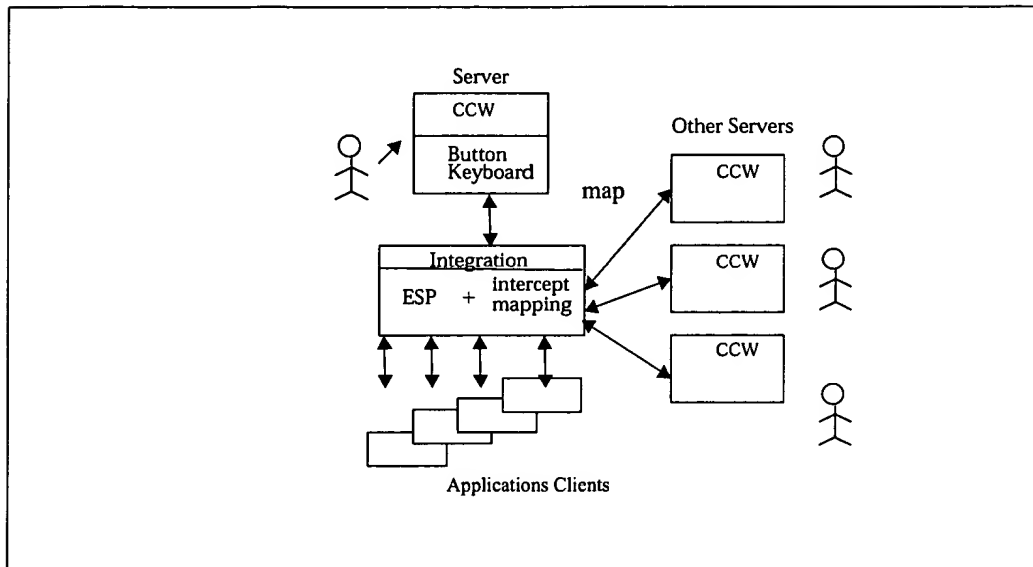 Server
CCW
Button
Keyboard
Other Servers
CCW
map
CCW
CCW
Integration
ESP + intercept
mapping
Applications Clients